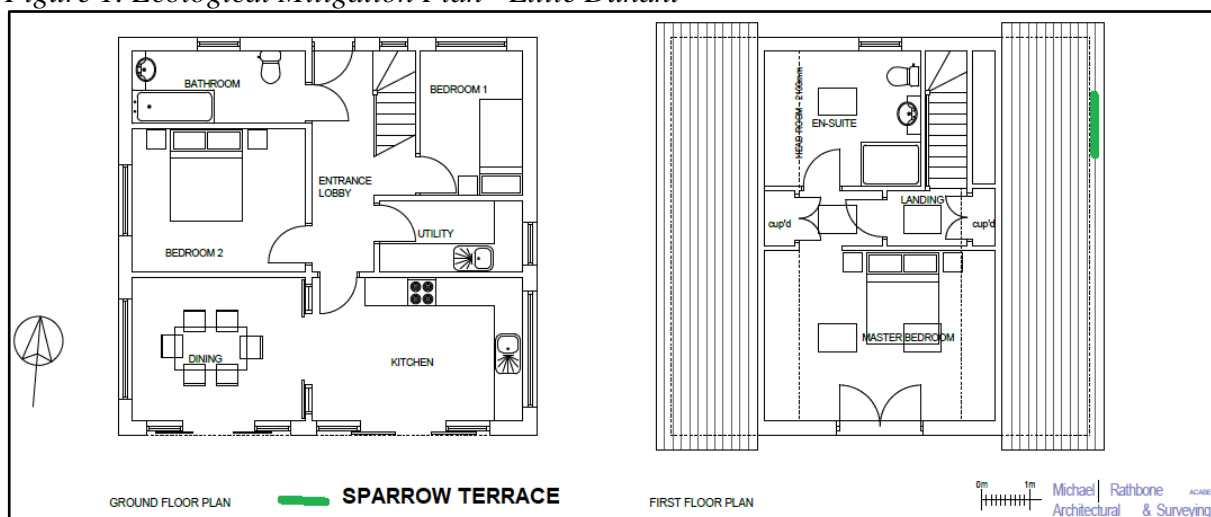 Figure 1: Ecological Mitigation Plan - Little Dunham
BATHROOM
BEDROOM 1
ENTRANCE
LOBBY
UTILITY
BEDROOM 2
DINING
KITCHEN
HEAD ROOM - 2100mm
EN-SUITE
LANDING
cup'd
cup'd
MASTER BEDROOM
GROUND FLOOR PLAN
SPARROW TERRACE
FIRST FLOOR PLAN
0m 1m
Michael Rathbone ACABE
Architectural & Surveying